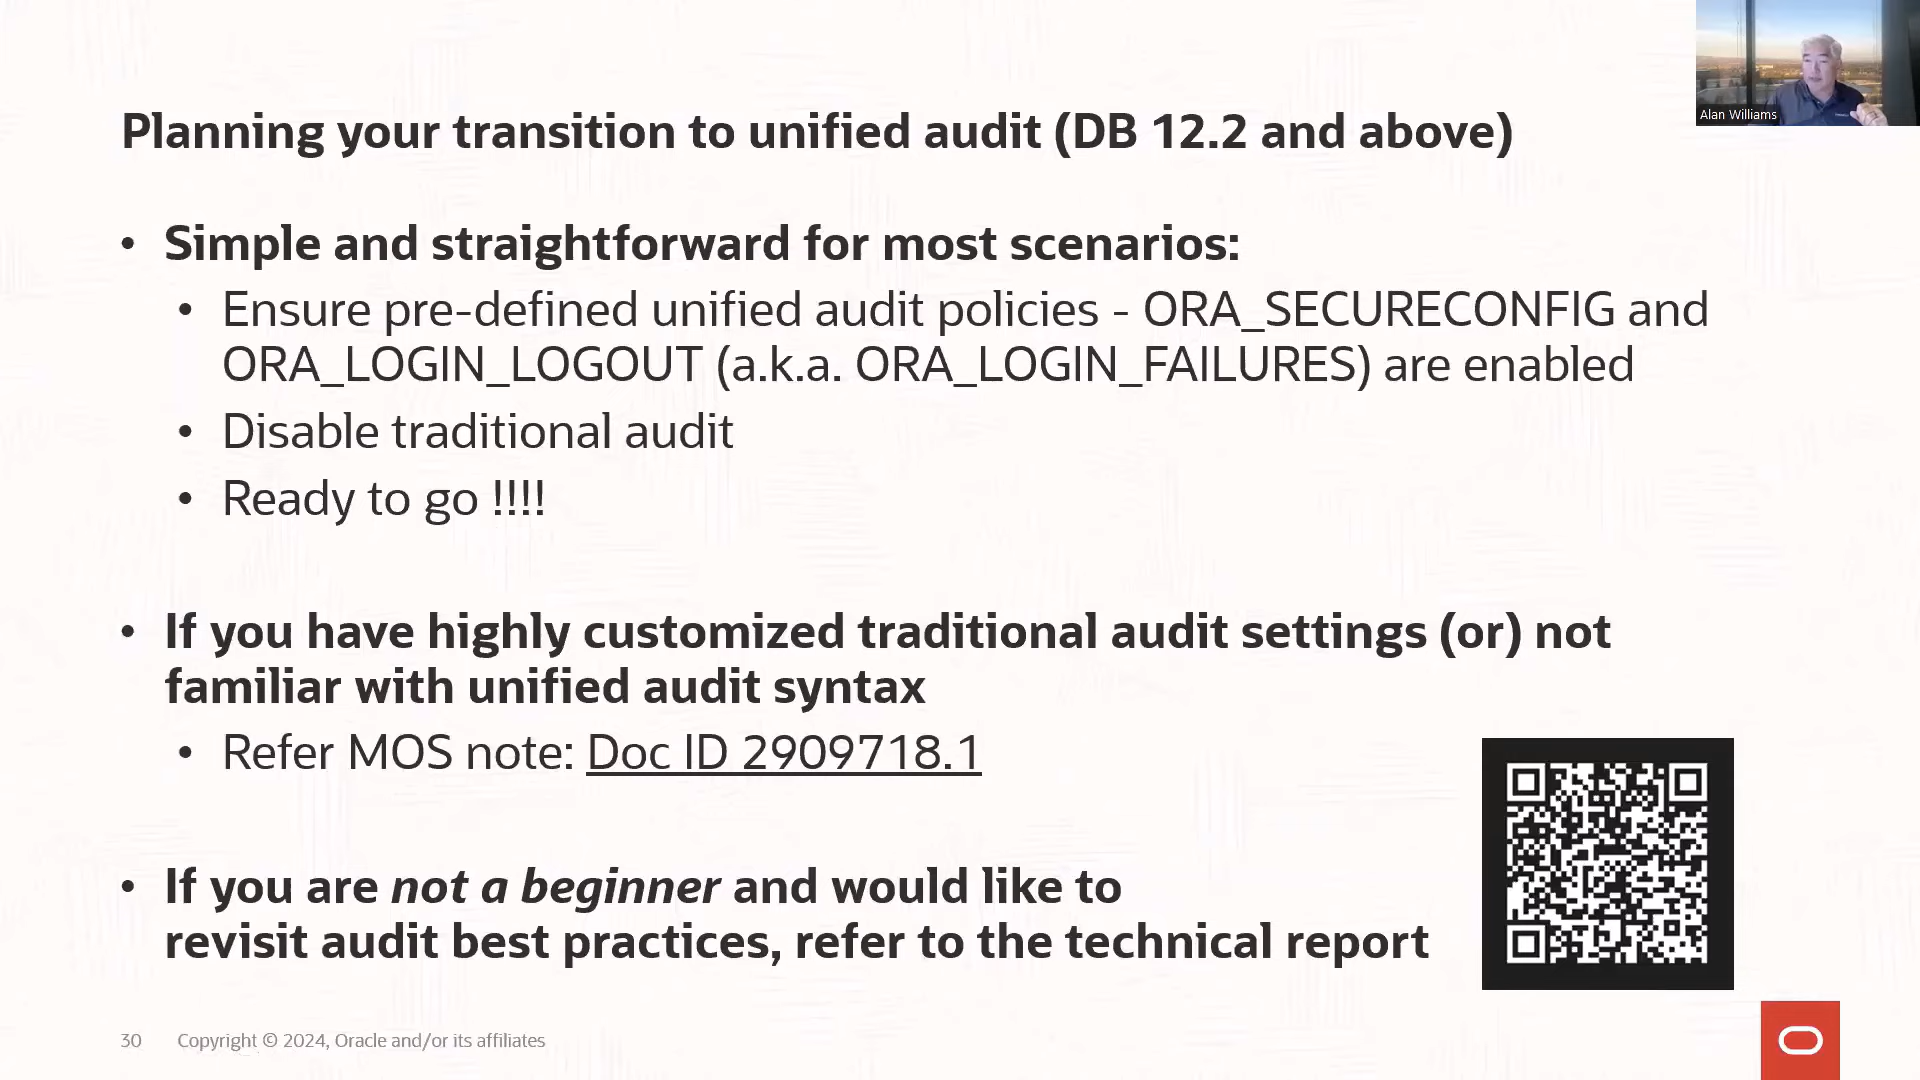 Alan Williams
Planning your transition to unified audit (DB 12.2 and above)
• Simple and straightforward for most scenarios:
• Ensure pre-defined unified audit policies - ORA_SECURECONFIG and
ORA_LOGIN_LOGOUT (a.k.a. ORA_LOGIN_FAILURES) are enabled
• Disable traditional audit
• Ready to go !!!!
• If you have highly customized traditional audit settings (or) not
familiar with unified audit syntax
• Refer MOS note: Doc ID 2909718.1
• If you are not a beginner and would like to
revisit audit best practices, refer to the technical report
30 Copyright © 2024, Oracle and/or its affiliates